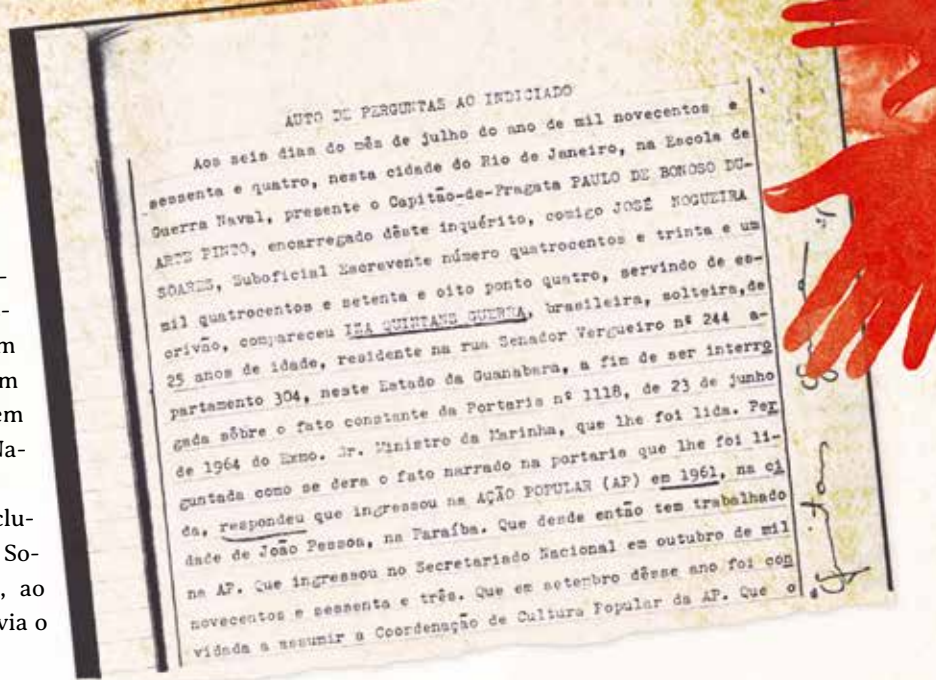 -
-
m
m
em
Na-
clu-
So-
, ao
via o
AUTO DE PERGUNTAS AO INDICIADO
Aos seis dias do mês de julho do ano de mil novecentos e
sessenta e quatro, nesta cidade do Rio de Janeiro, na Escola de
Guerra Naval, presente o Capitão-de-Fragata PAULO DE BONOSO DU-
ARTE PINTO, encarregado dêste inquérito, comigo JOSÉ NOGUEIRA
SOARES, Suboficial Escrevente número quatrocentos e trinta e um
mil quatrocentos e setenta e oito ponto quatro, servindo de es-
crivão, compareceu IZA QUINTANS GUERRA, brasileira, solteira,de
25 anos de idade, residente na rua Senador Vergueiro nº 244 a-
partamento 304, neste Estado da Guanabara, a fim de ser interro
gada sôbre o fato constante da Portaria nº 1118, de 23 de junho
de 1964 do Exmo. Sr. Ministro da Marinha, que lhe foi lida. Per
guntada como se dera o fato narrado na portaria que lhe foi li-
da, respondeu que ingressou na AÇÃO POPULAR (AP) em 1961, na ci
dade de João Pessoa, na Paraíba. Que desde então tem trabalhado
na AP. Que ingressou no Secretariado Nacional em outubro de mil
novecentos e sessenta e três. Que em setembro dêsse ano foi con
vidada a assumir a Coordenação de Cultura Popular da AP. Que o